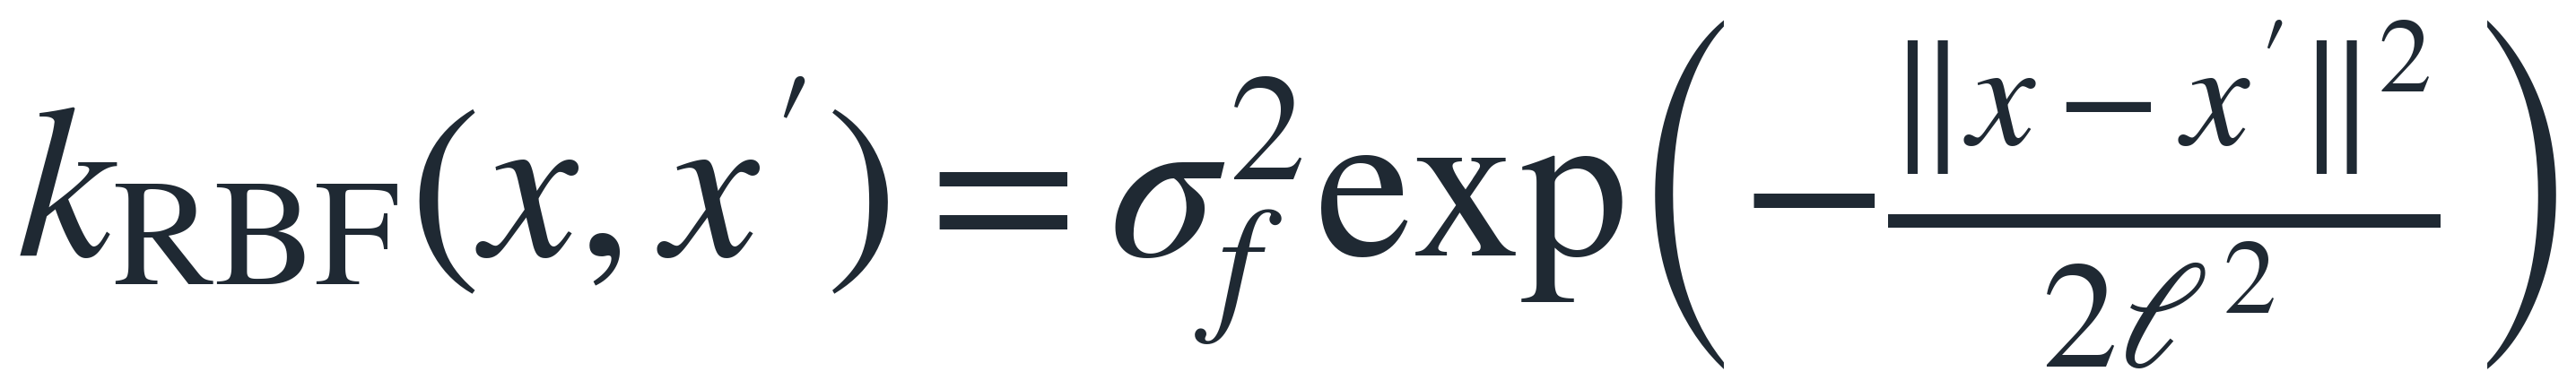 k_RBF(x, x′) = σ_f^2 exp(−‖x − x′‖^2 / 2ℓ^2)